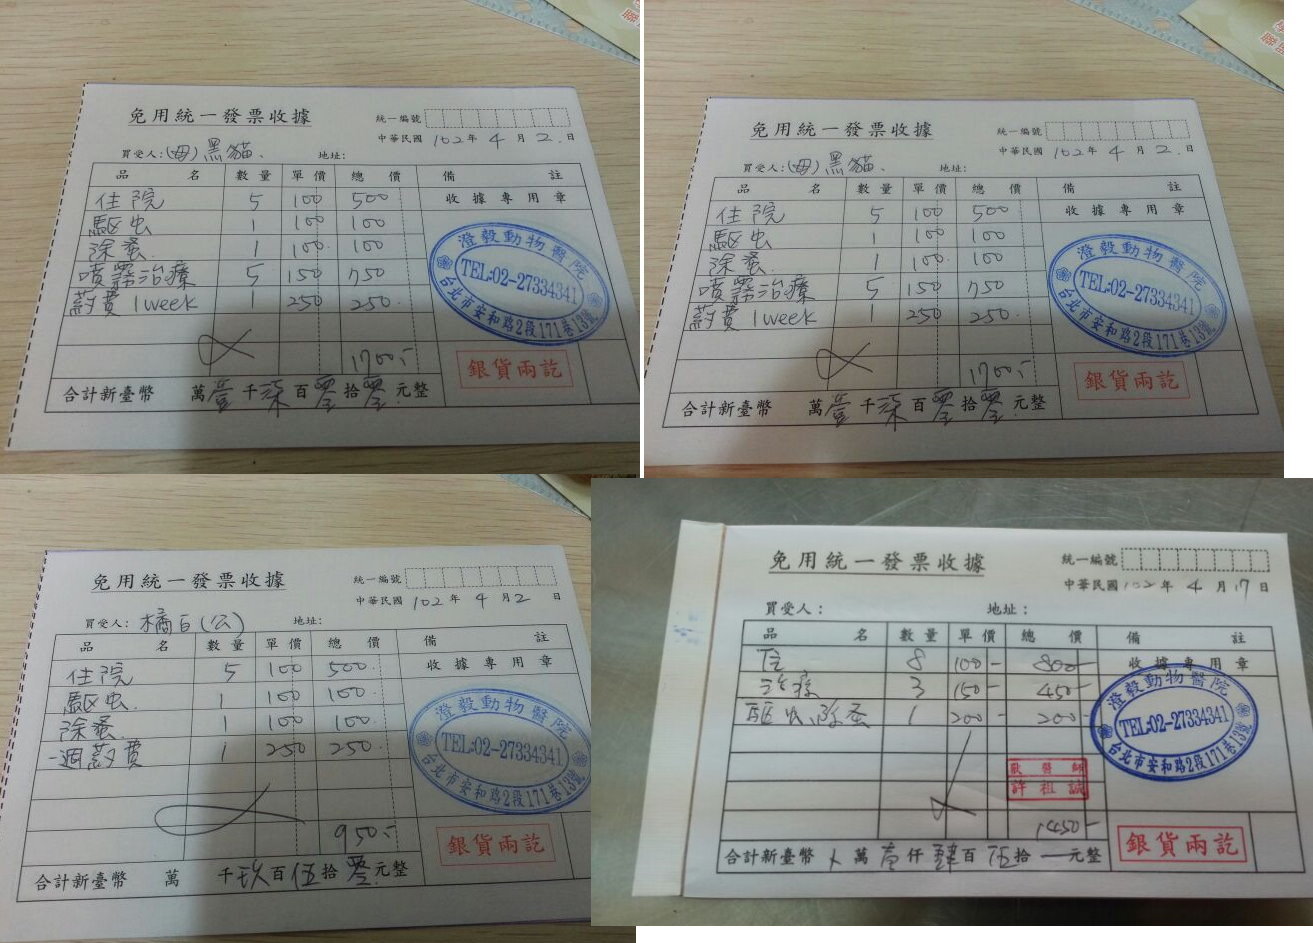 免用統一發票收據
統一編號
中華民國 102 年 4 月 2 日
買受人：(母)黑貓 地址：
品名 數量 單價 總價 備註
收據專用章
住院 5 100 500
驅虫 1 100 100
除蚤 1 100 100
噴霧治療 5 150 750
葯費 1week 1 250 250
1700.-
合計新臺幣 萬壹千柒百零拾零元整
澄毅動物醫院
TEL:02-27334341
台北市安和路2段171巷13號
銀貨兩訖
免用統一發票收據
統一編號
中華民國 102 年 4 月 2 日
買受人：(母)黑貓 地址：
品名 數量 單價 總價 備註
收據專用章
住院 5 100 500
驅虫 1 100 100
除蚤 1 100 100
噴霧治療 5 150 750
葯費 1week 1 250 250
1700.-
合計新臺幣 萬壹千柒百零拾零元整
澄毅動物醫院
TEL:02-27334341
台北市安和路2段171巷13號
銀貨兩訖
免用統一發票收據
統一編號
中華民國 102 年 4 月 2 日
買受人：橘白(公) 地址：
品名 數量 單價 總價 備註
收據專用章
住院 5 100 500
驅虫 1 100 100
除蚤 1 100 100
一週葯費 1 250 250
950.-
合計新臺幣 萬 千玖百伍拾零元整
澄毅動物醫院
TEL:02-27334341
台北市安和路2段171巷13號
銀貨兩訖
免用統一發票收據
統一編號
中華民國 102 年 4 月 17 日
買受人： 地址：
品名 數量 單價 總價 備註
收據專用章
住 8 100- 800-
治療 3 150- 450-
驅虫、除蚤 1 200- 200-
獸醫師
許祖誠
1450-
合計新臺幣 萬壹仟肆百伍拾一元整
澄毅動物醫院
TEL:02-27334341
台北市安和路2段171巷13號
銀貨兩訖